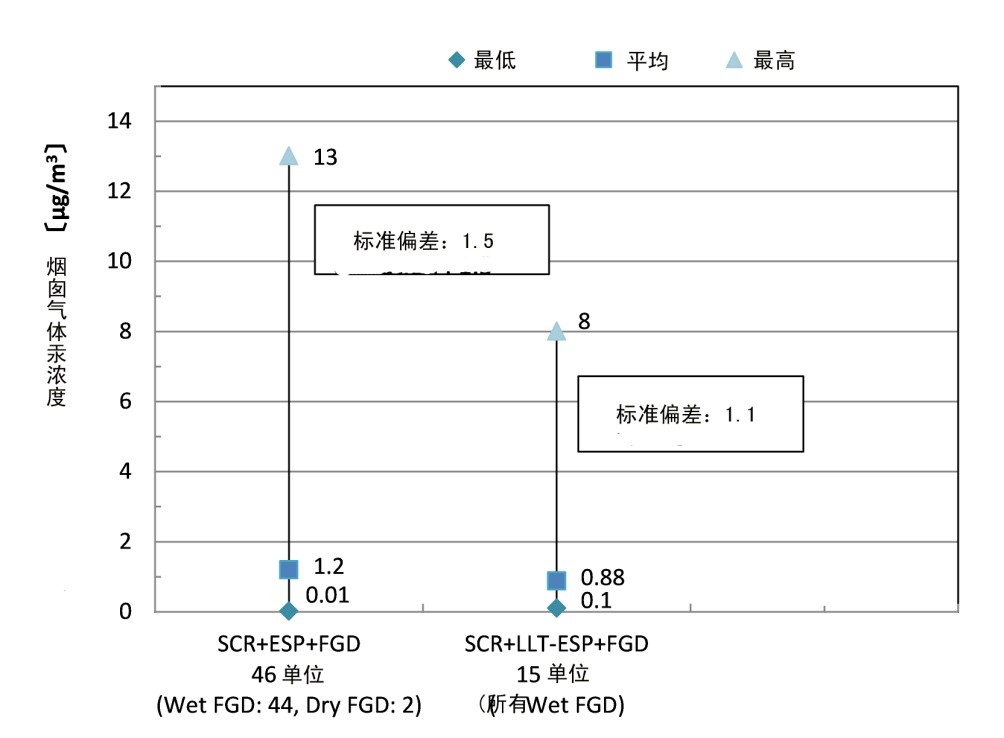 最低 平均 最高
14
12
10
8
6
4
2
0
烟囱气体汞浓度 [µg/m³]
13
标准偏差: 1.5
8
标准偏差: 1.1
1.2
0.01
0.88
0.1
SCR+ESP+FGD
46 单位
(Wet FGD: 44, Dry FGD: 2)
SCR+LLT-ESP+FGD
15 单位
(所有Wet FGD)